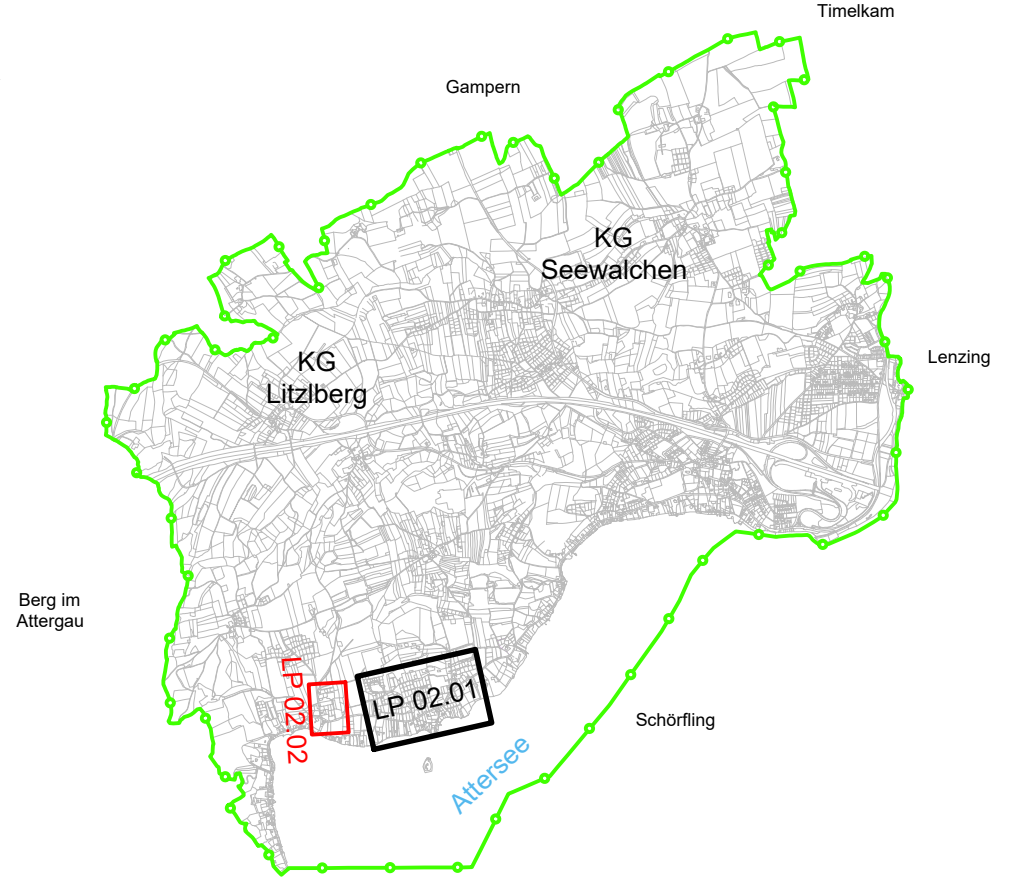 Timelkam
Gampern
KG
Seewalchen
KG
Litzlberg
Lenzing
Berg im
Attergau
LP 02.02
LP 02.01
Schörfling
Attersee